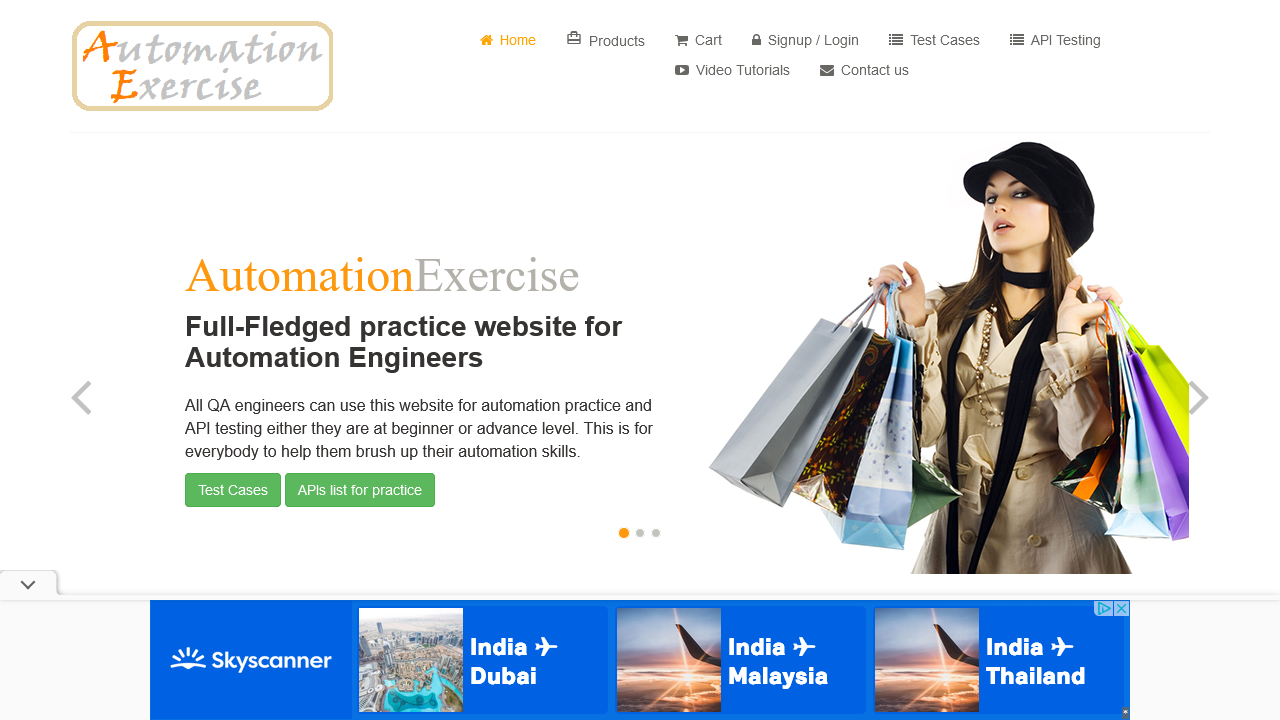 Automation
Exercise
Home
Products
Cart
Signup / Login
Test Cases
API Testing
Video Tutorials
Contact us
AutomationExercise
Full-Fledged practice website for
Automation Engineers
All QA engineers can use this website for automation practice and
API testing either they are at beginner or advance level. This is for
everybody to help them brush up their automation skills.
Test Cases
APIs list for practice
Skyscanner
India
Dubai
India
Malaysia
India
Thailand